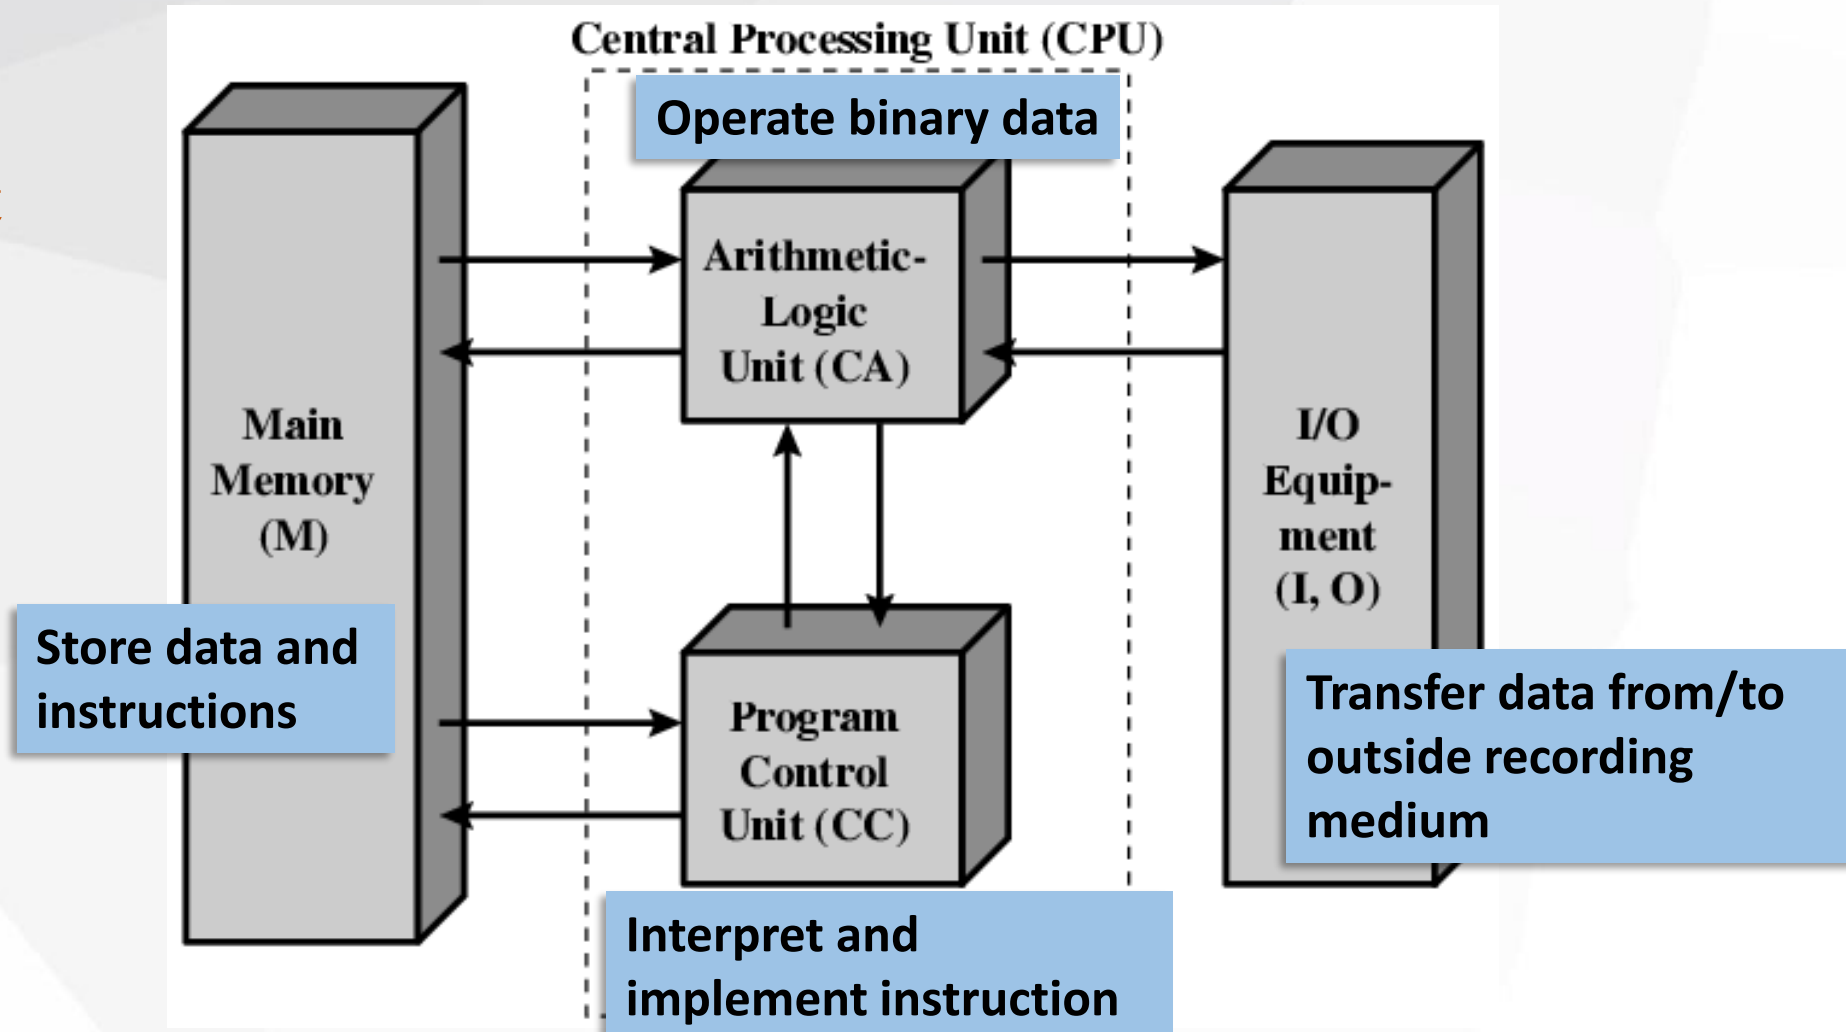 Central Processing Unit (CPU)
Operate binary data
Arithmetic-
Logic
Unit (CA)
Main
Memory
(M)
I/O
Equip-
ment
(I, O)
Store data and
instructions
Program
Control
Unit (CC)
Transfer data from/to
outside recording
medium
Interpret and
implement instruction